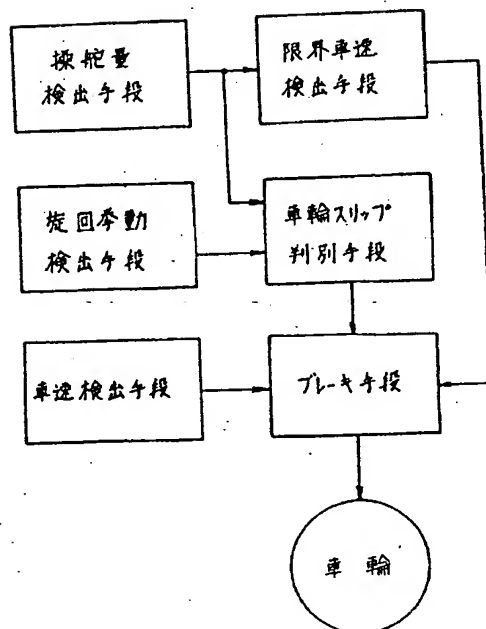 操舵量
検出手段
限界車速
検出手段
旋回挙動
検出手段
車輪スリップ
判別手段
車速検出手段
ブレーキ手段
車輪